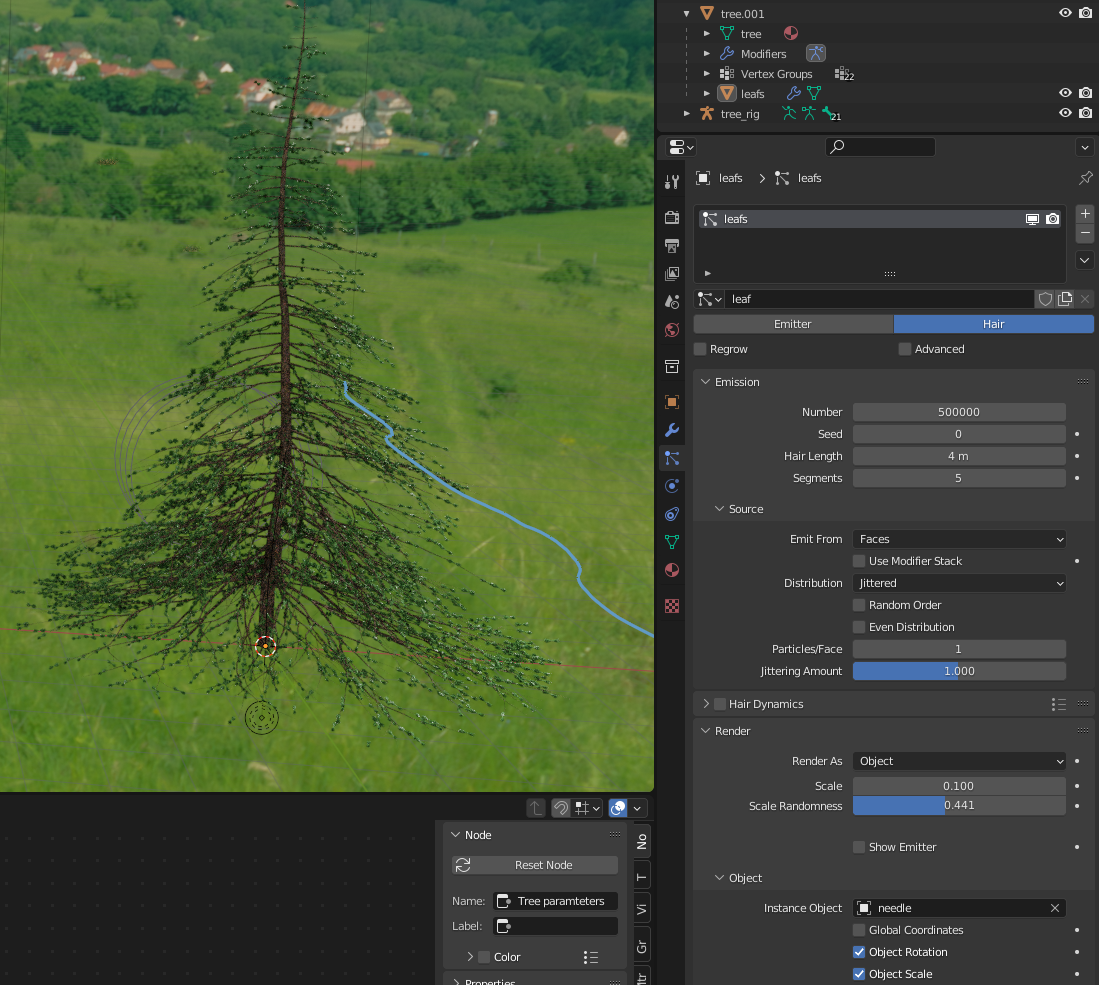 tree.001
tree
Modifiers
Vertex Groups 22
leafs
tree_rig 21
leafs > leafs
leafs
leaf
Emitter Hair
Regrow Advanced
Emission
Number 500000
Seed 0
Hair Length 4 m
Segments 5
Source
Emit From Faces
Use Modifier Stack
Distribution Jittered
Random Order
Even Distribution
Particles/Face 1
Jittering Amount 1.000
Hair Dynamics
Render
Render As Object
Scale 0.100
Scale Randomness 0.441
Show Emitter
Object
Instance Object needle
Global Coordinates
Object Rotation
Object Scale
Node
Reset Node
Name: Tree paramteters
Label:
Color
Properties
No
T
Vi
Gr